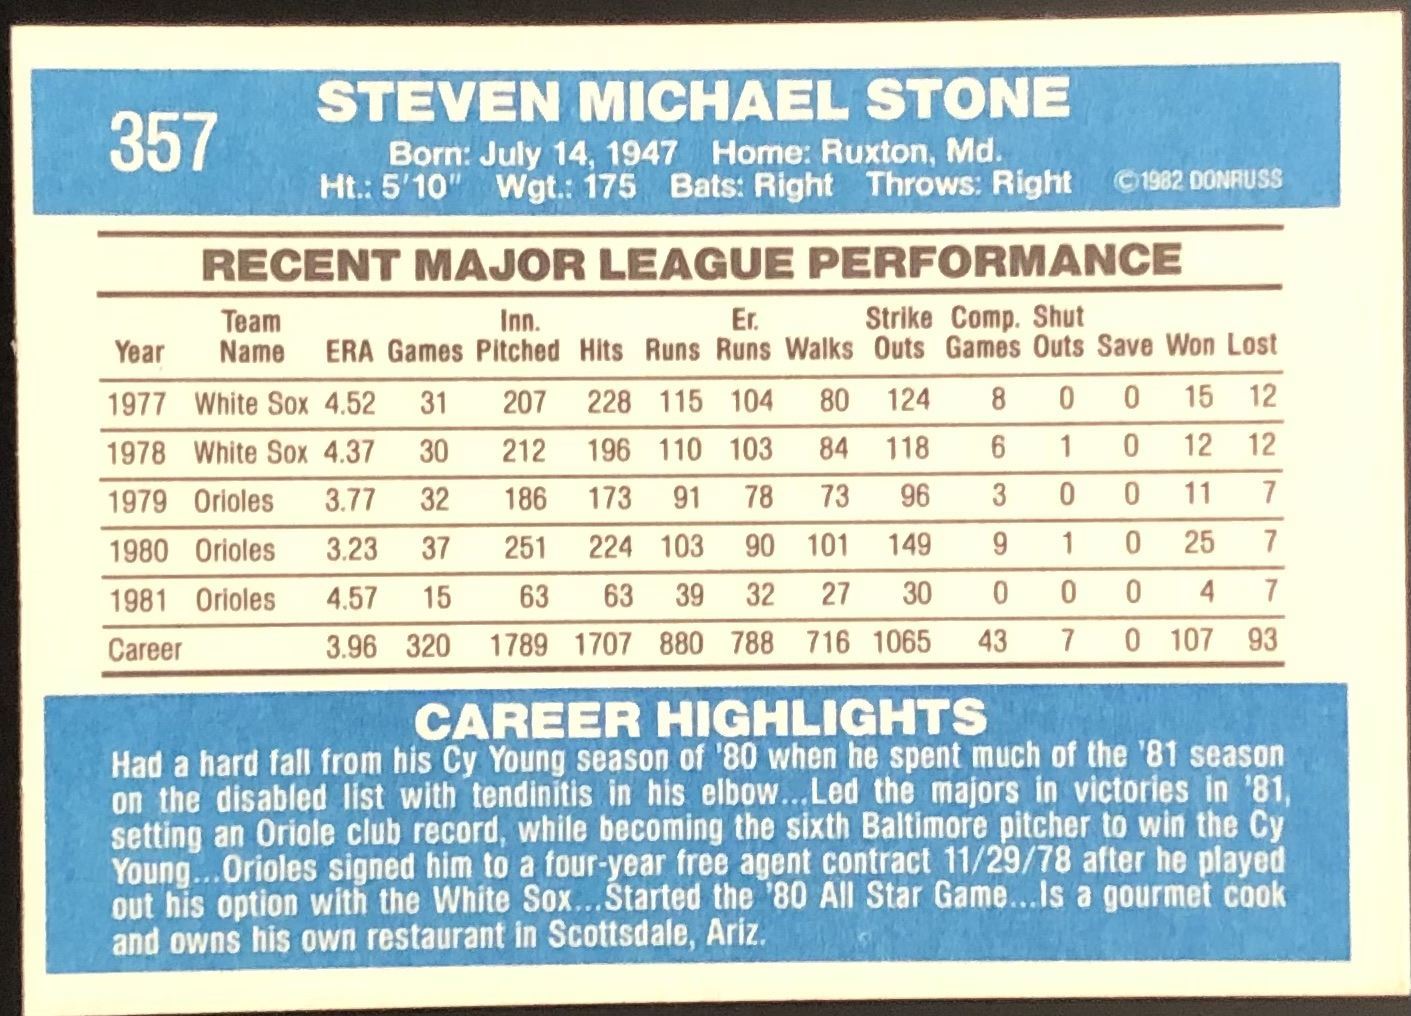 357
STEVEN MICHAEL STONE
Born: July 14, 1947 Home: Ruxton, Md.
Ht.: 5'10" Wgt.: 175 Bats: Right Throws: Right ©1982 DONRUSS
RECENT MAJOR LEAGUE PERFORMANCE
Team Inn. Er. Strike Comp. Shut
Year Name ERA Games Pitched Hits Runs Runs Walks Outs Games Outs Save Won Lost
1977 White Sox 4.52 31 207 228 115 104 80 124 8 0 0 15 12
1978 White Sox 4.37 30 212 196 110 103 84 118 6 1 0 12 12
1979 Orioles 3.77 32 186 173 91 78 73 96 3 0 0 11 7
1980 Orioles 3.23 37 251 224 103 90 101 149 9 1 0 25 7
1981 Orioles 4.57 15 63 63 39 32 27 30 0 0 0 4 7
Career 3.96 320 1789 1707 880 788 716 1065 43 7 0 107 93
CAREER HIGHLIGHTS
Had a hard fall from his Cy Young season of '80 when he spent much of the '81 season
on the disabled list with tendinitis in his elbow...Led the majors in victories in '81,
setting an Oriole club record, while becoming the sixth Baltimore pitcher to win the Cy
Young...Orioles signed him to a four-year free agent contract 11/29/78 after he played
out his option with the White Sox...Started the '80 All Star Game...Is a gourmet cook
and owns his own restaurant in Scottsdale, Ariz.